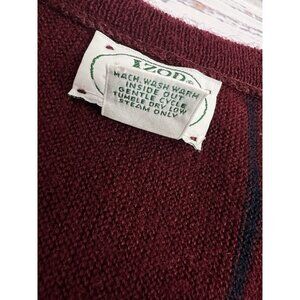 IZOD®
MACH. WASH WARM
INSIDE OUT
GENTLE CYCLE
TUMBLE DRY LOW
STEAM ONLY